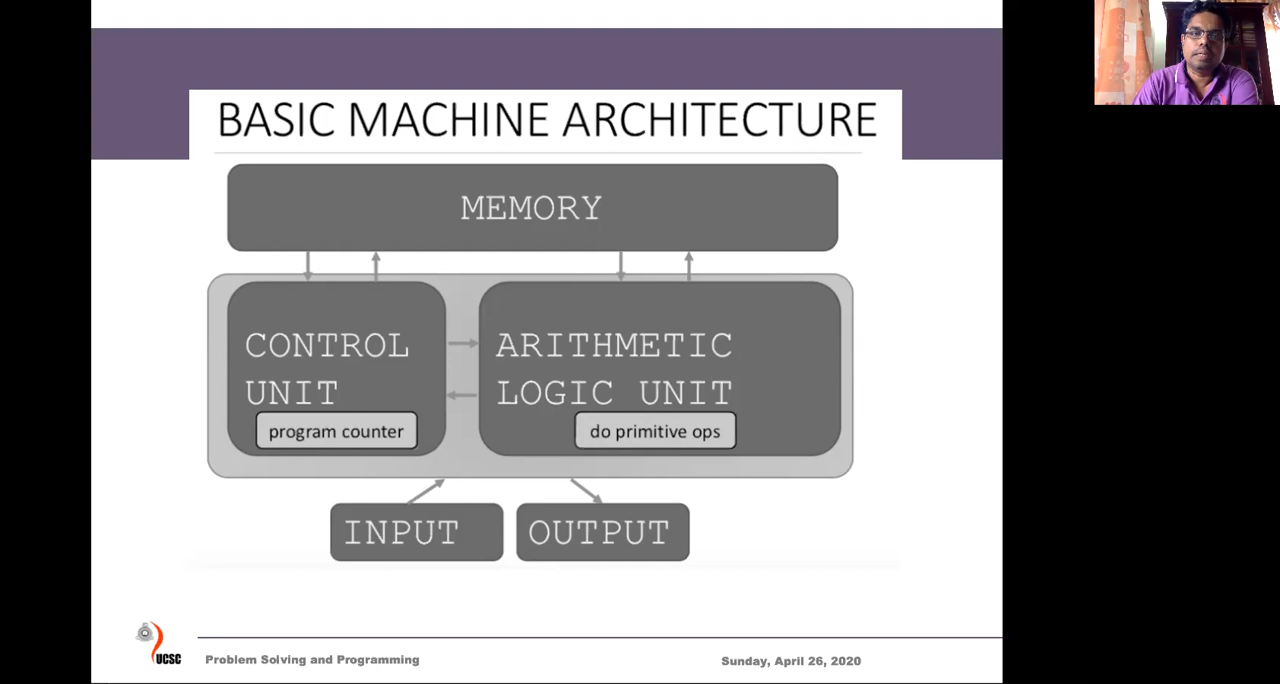 BASIC MACHINE ARCHITECTURE
MEMORY
CONTROL
UNIT
program counter
ARITHMETIC
LOGIC UNIT
do primitive ops
INPUT
OUTPUT
UCSC
Problem Solving and Programming
Sunday, April 26, 2020